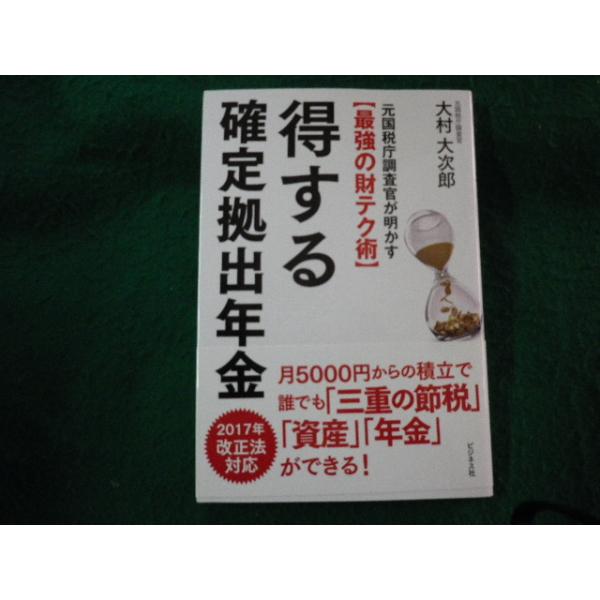 元国税庁調査官
大村 大次郎
元国税庁調査官が明かす
【最強の財テク術】
得する
確定拠出年金
月5000円からの積立で
誰でも「三重の節税」
「資産」「年金」
ができる！
2017年
改正法
対応
ビジネス社